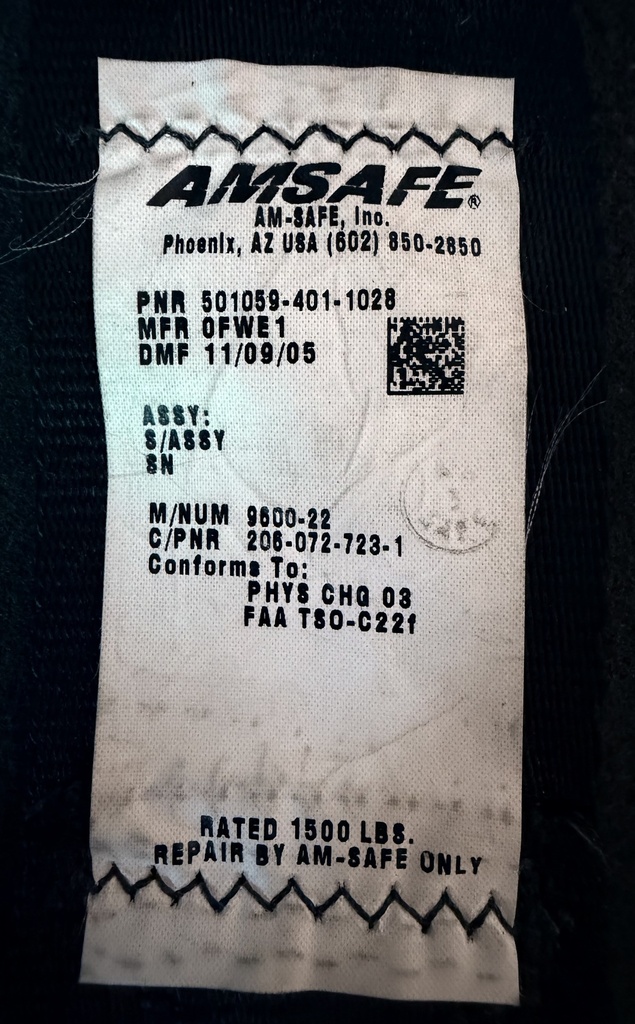 AMSAFE®
AM-SAFE, Inc.
Phoenix, AZ USA (602) 850-2850
PNR 501059-401-1028
MFR 0FWE1
DMF 11/09/05
ASSY:
S/ASSY
SN
M/NUM 9600-22
C/PNR 206-072-723-1
Conforms To:
PHYS CHG 03
FAA TSO-C22f
RATED 1500 LBS.
REPAIR BY AM-SAFE ONLY